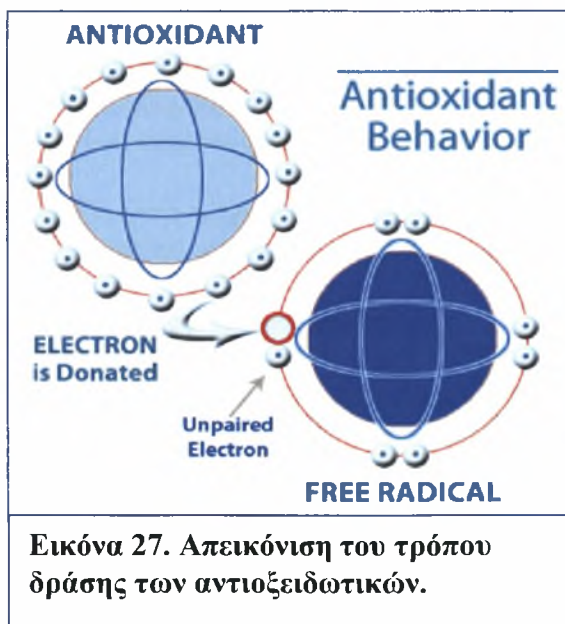 ANTIOXIDANT
Antioxidant
Behavior
ELECTRON
is Donated
Unpaired
Electron
FREE RADICAL
Εικόνα 27. Απεικόνιση του τρόπου
δράσης των αντιοξειδωτικών.